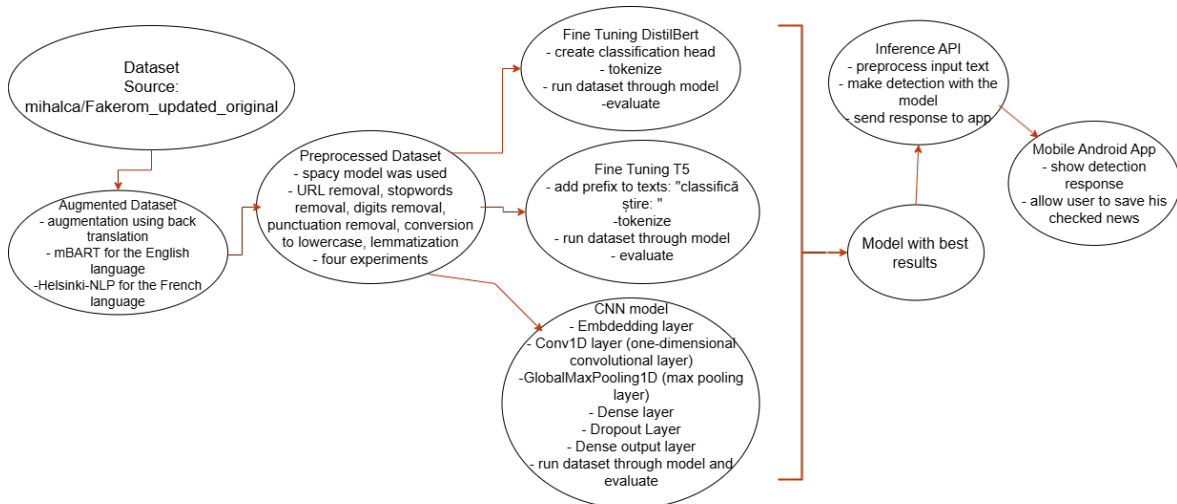 Dataset
Source:
mihalca/Fakerom_updated_original
Augmented Dataset
- augmentation using back
translation
- mBART for the English
language
-Helsinki-NLP for the French
language
Preprocessed Dataset
- spacy model was used
- URL removal, stopwords
removal, digits removal,
punctuation removal, conversion
to lowercase, lemmatization
- four experiments
Fine Tuning DistilBert
- create classification head
- tokenize
- run dataset through model
-evaluate
Fine Tuning T5
- add prefix to texts: "classifică
știre: "
-tokenize
- run dataset through model
- evaluate
CNN model
- Embdedding layer
- Conv1D layer (one-dimensional
convolutional layer)
-GlobalMaxPooling1D (max pooling
layer)
- Dense layer
- Dropout Layer
- Dense output layer
- run dataset through model and
evaluate
Model with best
results
Inference API
- preprocess input text
- make detection with the
model
- send response to app
Mobile Android App
- show detection
response
- allow user to save his
checked news